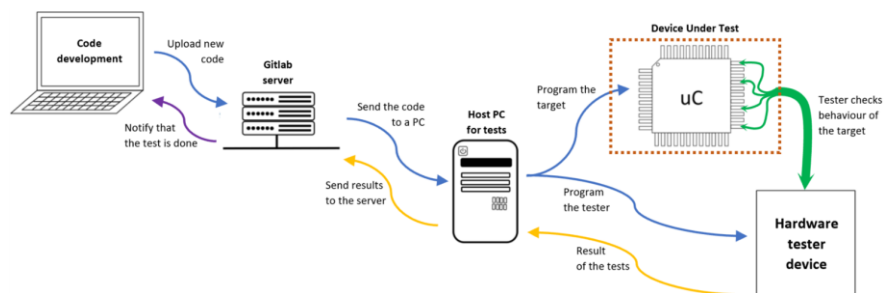 Code
development
Upload new
code
Notify that
the test is done
Gitlab
server
Send the code
to a PC
Send results
to the server
Host PC
for tests
Program the
target
Device Under Test
uC
Tester checks
behaviour of
the target
Program
the tester
Result
of the tests
Hardware
tester
device